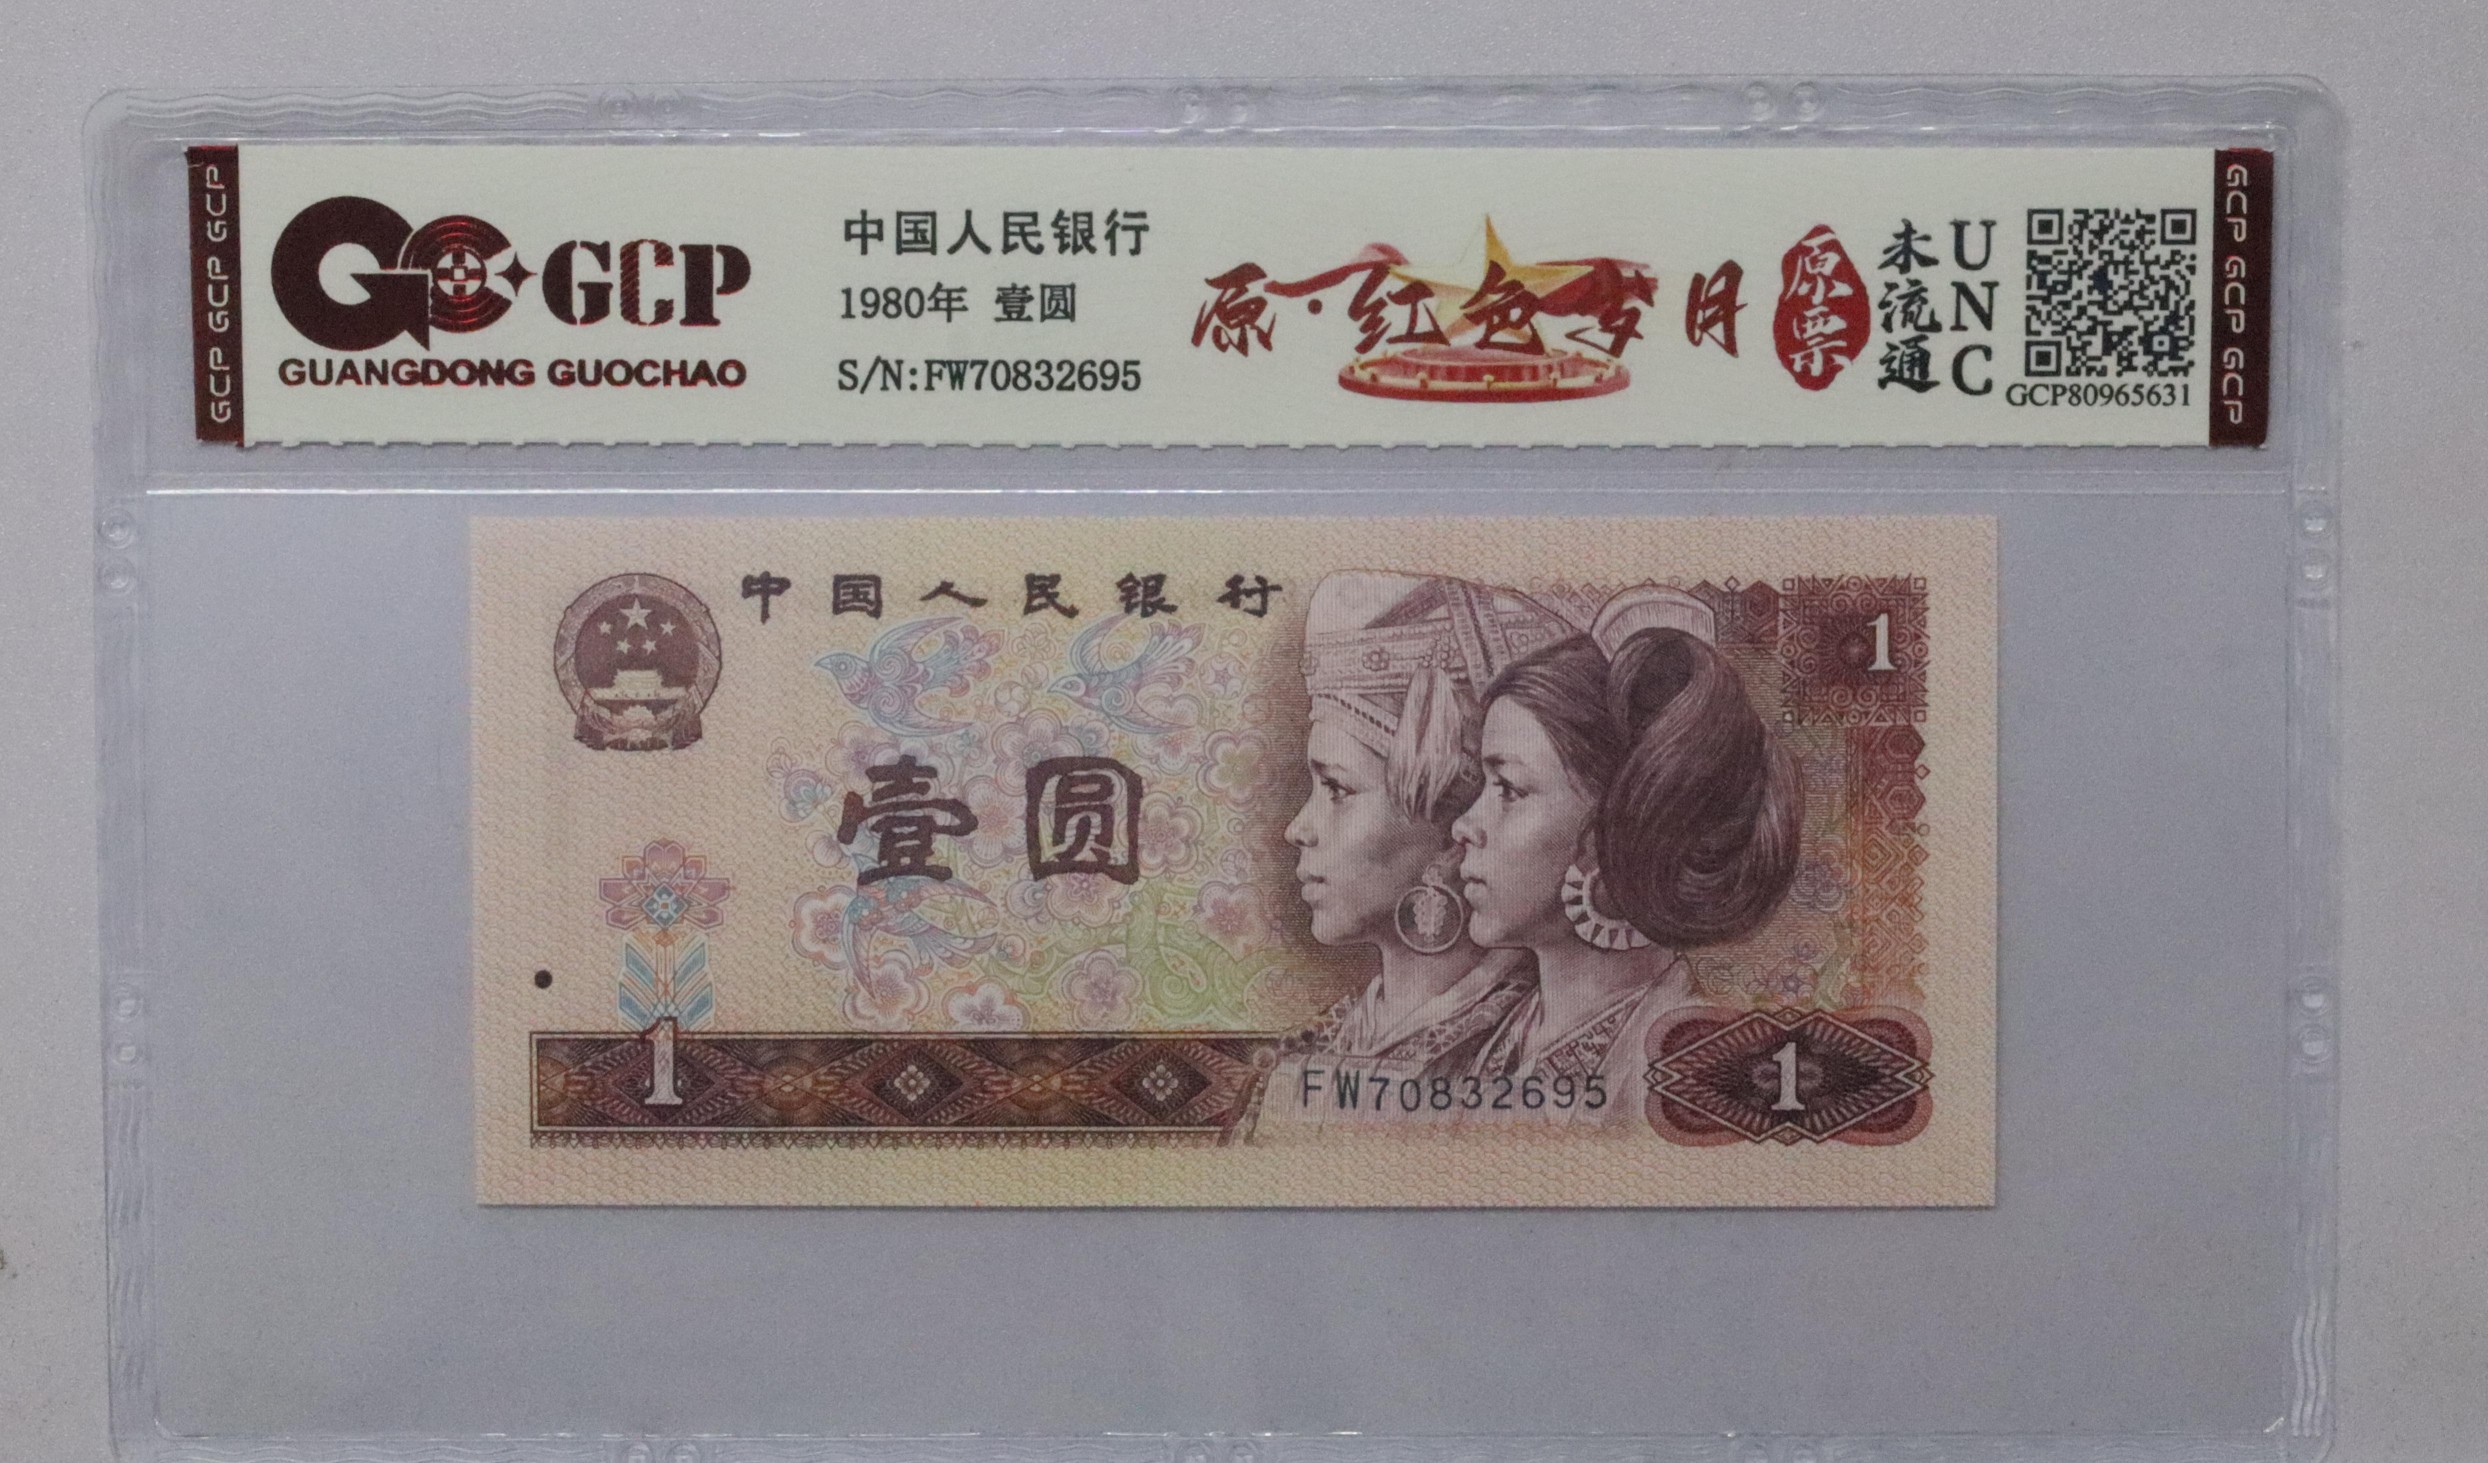 GCP GCP GCP
GCP
GUANGDONG GUOCHAO
中国人民银行
1980年 壹圆
S/N:FW70832695
原·红色岁月
原票
未流通
UNC
GCP80965631
GCP GCP GCP
中国人民银行
1
壹圆
1
FW70832695
1